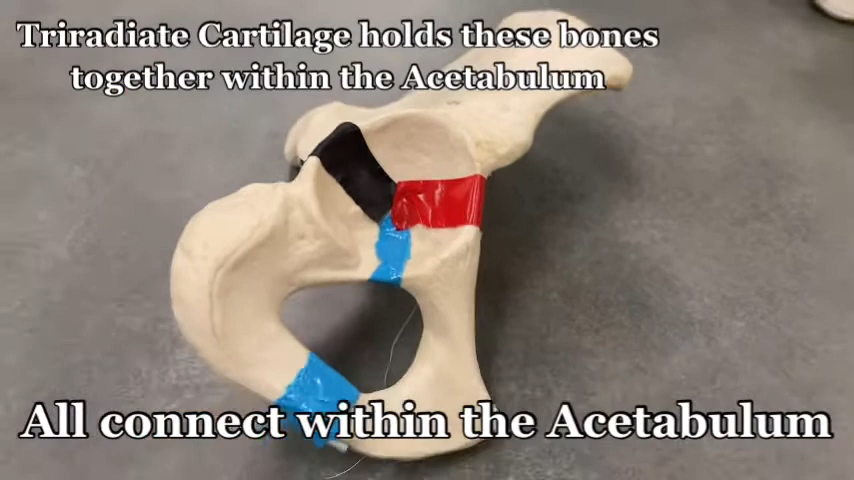 Triradiate Cartilage holds these bones
together within the Acetabulum
All connect within the Acetabulum